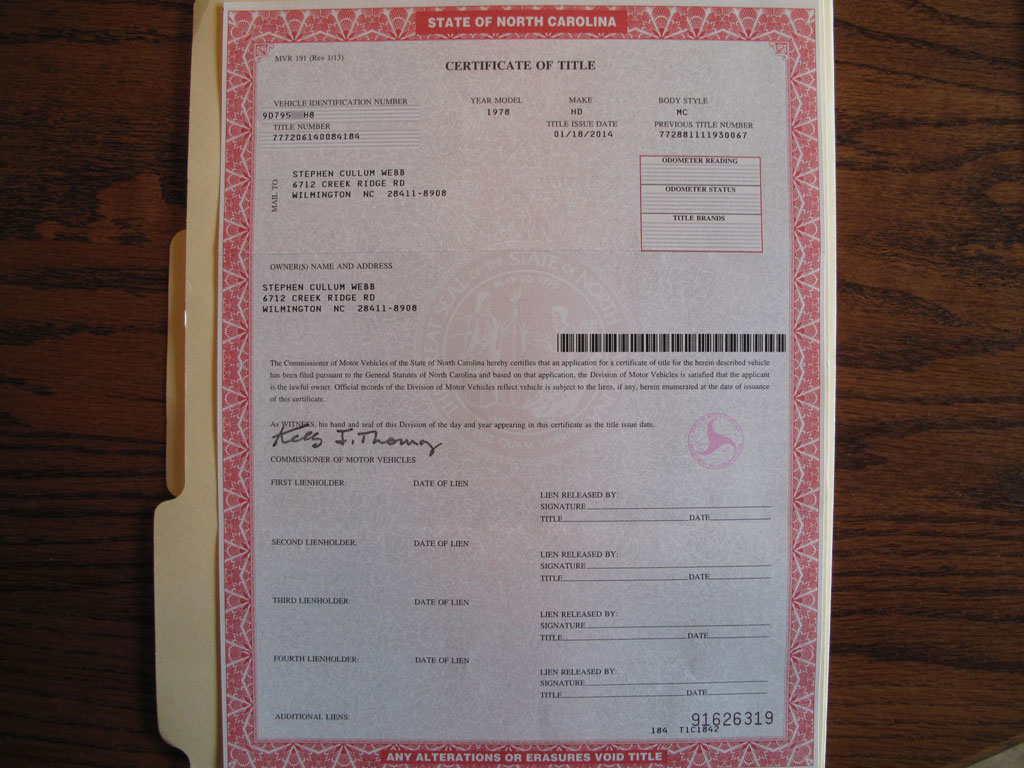 STATE OF NORTH CAROLINA
MVR 191 (Rev 1/13)
CERTIFICATE OF TITLE
VEHICLE IDENTIFICATION NUMBER YEAR MODEL MAKE BODY STYLE
9D795 H8 1978 HD MC
TITLE NUMBER TITLE ISSUE DATE PREVIOUS TITLE NUMBER
777206140084184 01/18/2014 772881111930067
ODOMETER READING
ODOMETER STATUS
TITLE BRANDS
MAIL TO
STEPHEN CULLUM WEBB
6712 CREEK RIDGE RD
WILMINGTON NC 28411-8908
OWNER(S) NAME AND ADDRESS
STEPHEN CULLUM WEBB
6712 CREEK RIDGE RD
WILMINGTON NC 28411-8908
The Commissioner of Motor Vehicles of the State of North Carolina hereby certifies that an application for a certificate of title for the herein described vehicle
has been filed pursuant to the General Statutes of North Carolina and based on that application, the Division of Motor Vehicles is satisfied that the applicant
is the lawful owner. Official records of the Division of Motor Vehicles reflect vehicle is subject to the liens, if any, herein enumerated at the date of issuance
of this certificate.
As WITNESS, his hand and seal of this Division of the day and year appearing in this certificate as the title issue date.
Kelly J. Thomas
COMMISSIONER OF MOTOR VEHICLES
FIRST LIENHOLDER: DATE OF LIEN
LIEN RELEASED BY:
SIGNATURE
TITLE DATE
SECOND LIENHOLDER: DATE OF LIEN
LIEN RELEASED BY:
SIGNATURE
TITLE DATE
THIRD LIENHOLDER: DATE OF LIEN
LIEN RELEASED BY:
SIGNATURE
TITLE DATE
FOURTH LIENHOLDER: DATE OF LIEN
LIEN RELEASED BY:
SIGNATURE
TITLE DATE
ADDITIONAL LIENS:
91626319
184 T1C1842
ANY ALTERATIONS OR ERASURES VOID TITLE